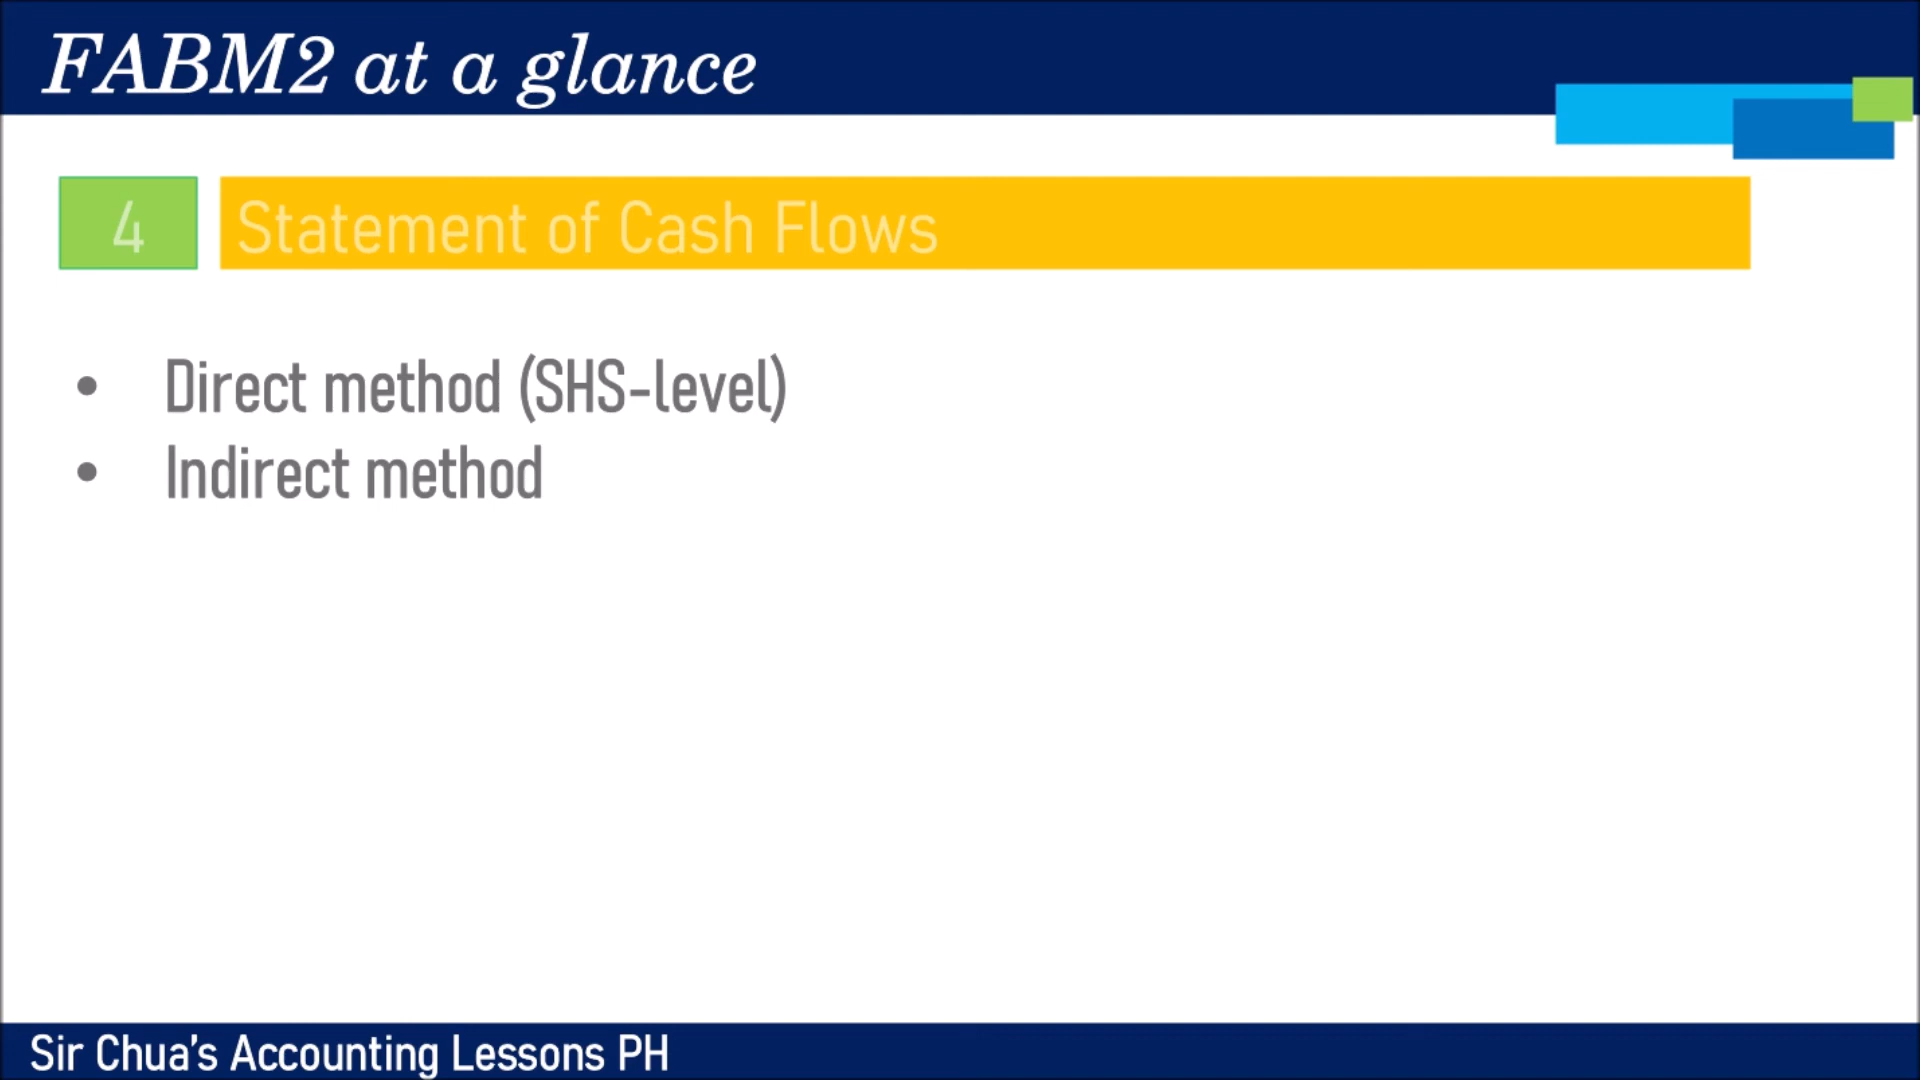 FABM2 at a glance
4 Statement of Cash Flows
• Direct method (SHS-level)
• Indirect method
Sir Chua's Accounting Lessons PH